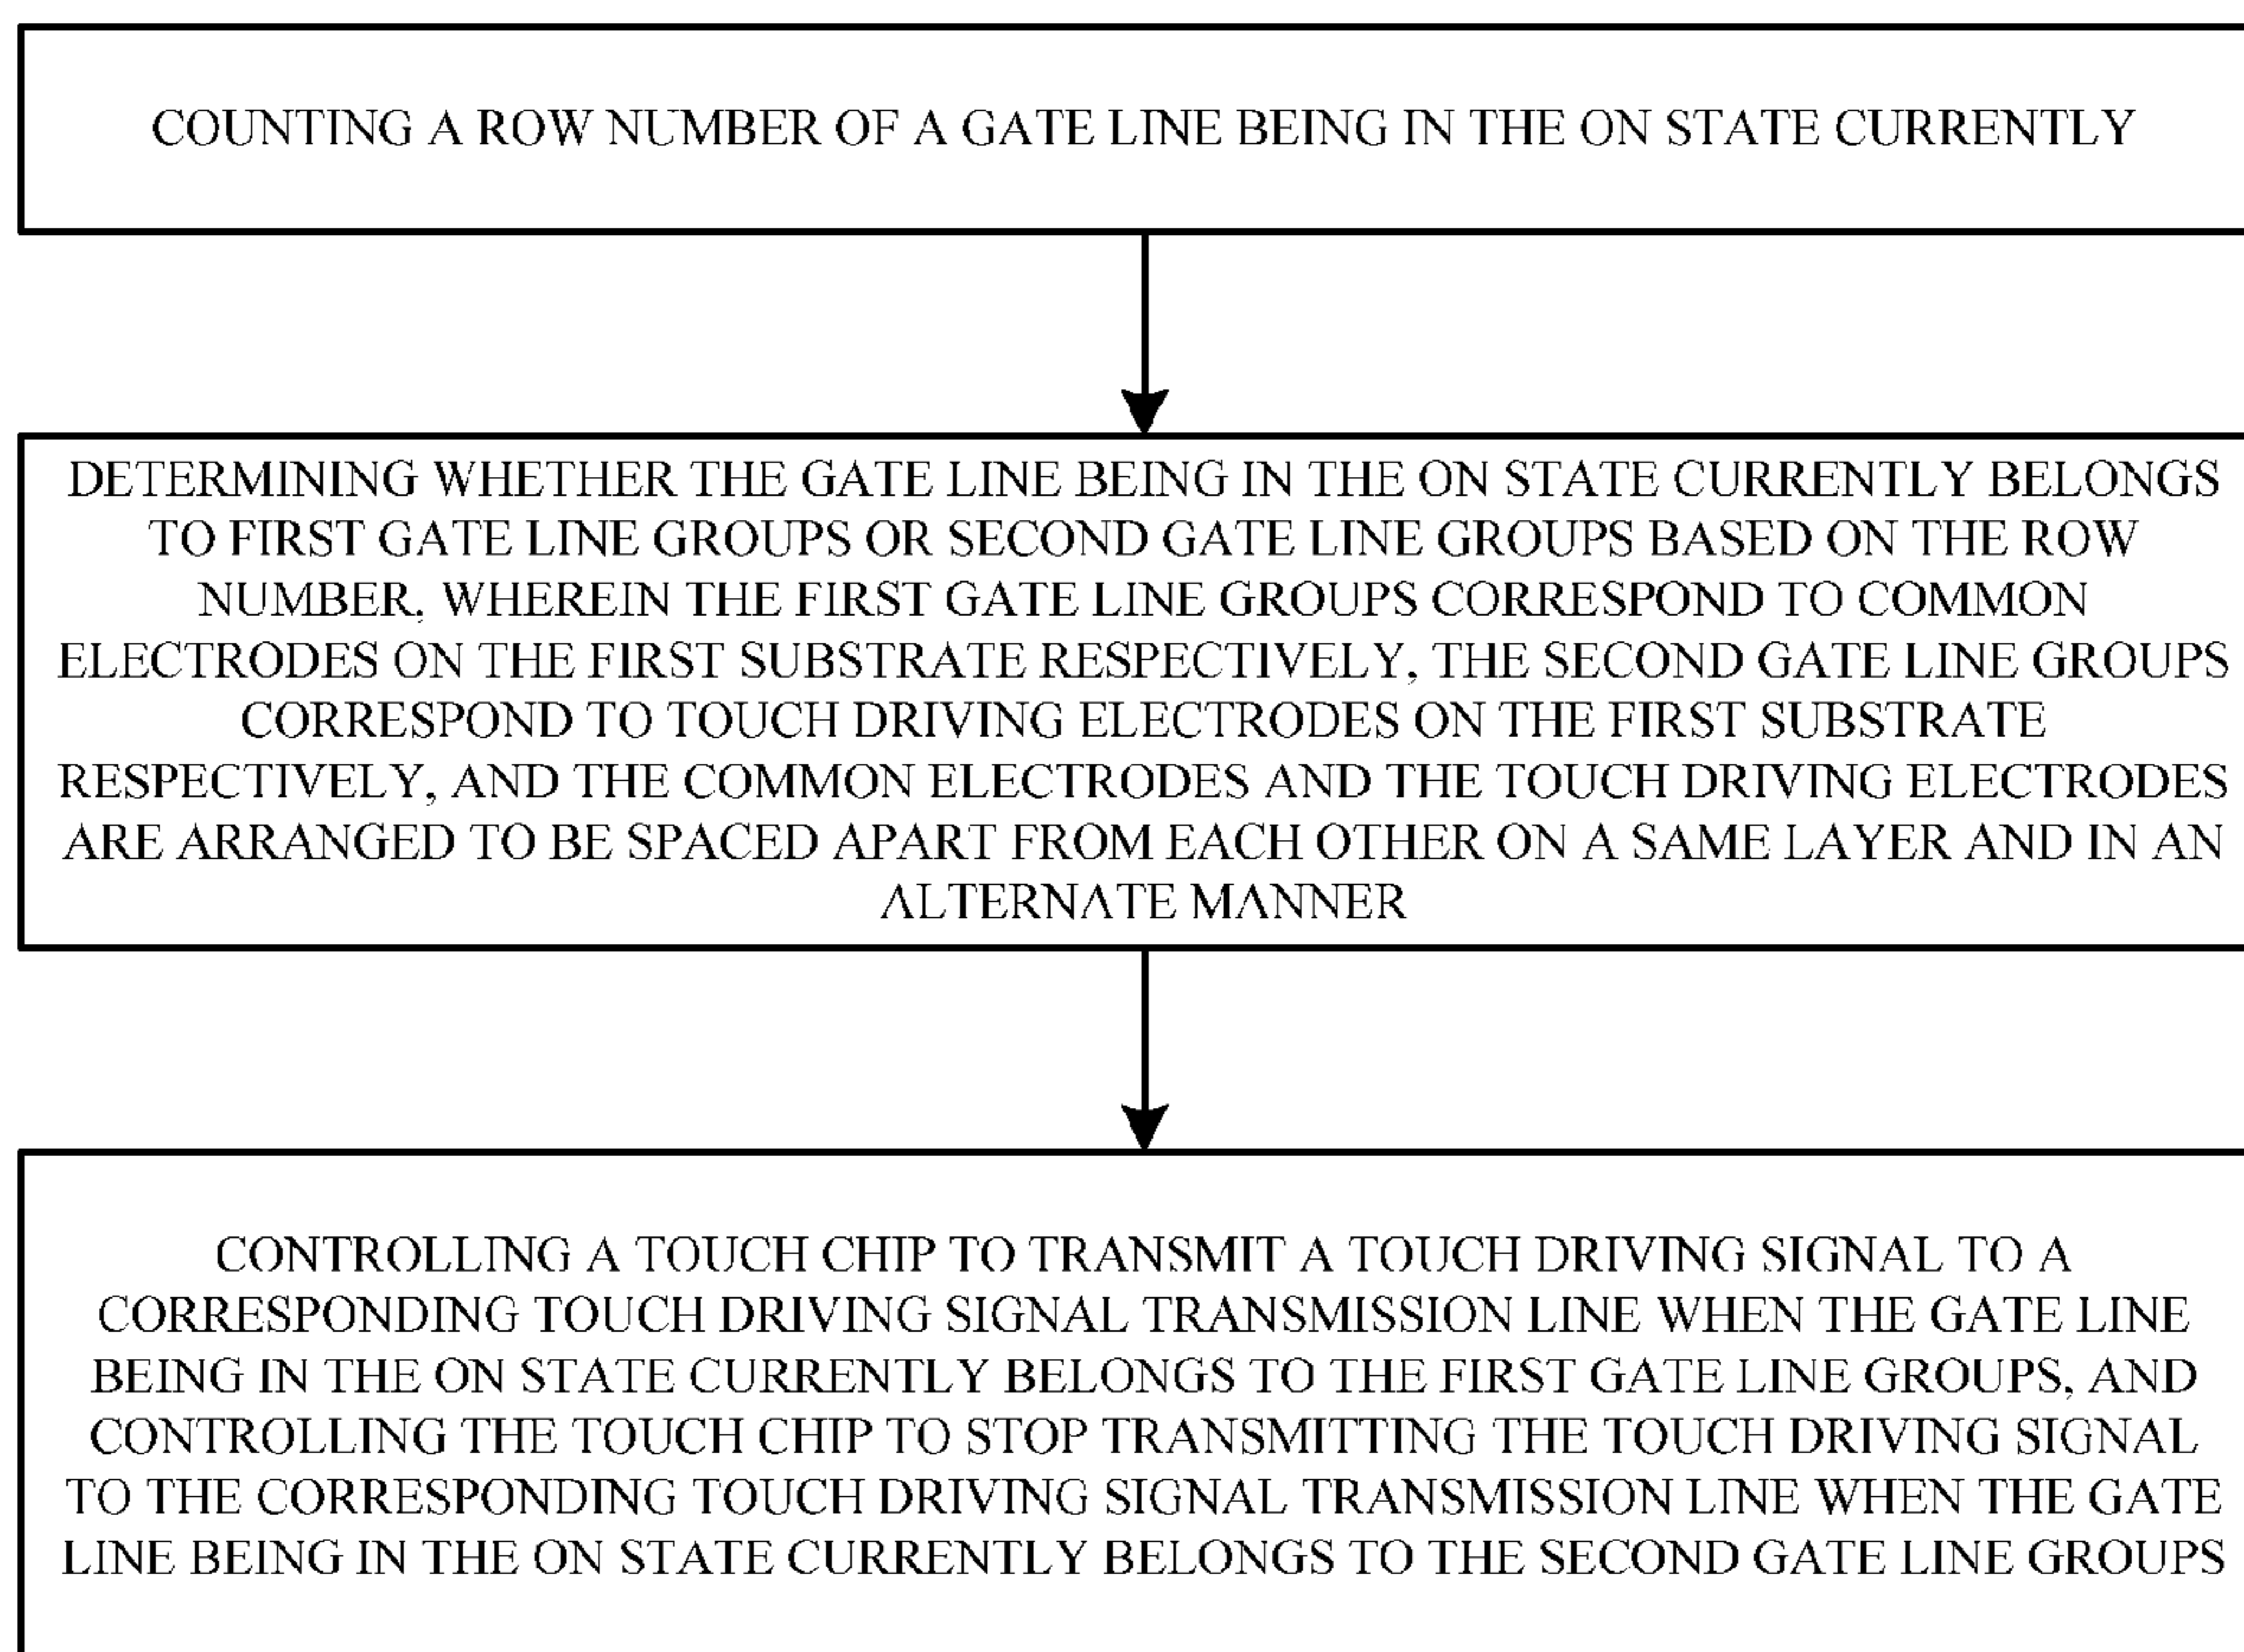 COUNTING A ROW NUMBER OF A GATE LINE BEING IN THE ON STATE CURRENTLY
DETERMINING WHETHER THE GATE LINE BEING IN THE ON STATE CURRENTLY BELONGS
TO FIRST GATE LINE GROUPS OR SECOND GATE LINE GROUPS BASED ON THE ROW
NUMBER, WHEREIN THE FIRST GATE LINE GROUPS CORRESPOND TO COMMON
ELECTRODES ON THE FIRST SUBSTRATE RESPECTIVELY, THE SECOND GATE LINE GROUPS
CORRESPOND TO TOUCH DRIVING ELECTRODES ON THE FIRST SUBSTRATE
RESPECTIVELY, AND THE COMMON ELECTRODES AND THE TOUCH DRIVING ELECTRODES
ARE ARRANGED TO BE SPACED APART FROM EACH OTHER ON A SAME LAYER AND IN AN
ALTERNATE MANNER
CONTROLLING A TOUCH CHIP TO TRANSMIT A TOUCH DRIVING SIGNAL TO A
CORRESPONDING TOUCH DRIVING SIGNAL TRANSMISSION LINE WHEN THE GATE LINE
BEING IN THE ON STATE CURRENTLY BELONGS TO THE FIRST GATE LINE GROUPS, AND
CONTROLLING THE TOUCH CHIP TO STOP TRANSMITTING THE TOUCH DRIVING SIGNAL
TO THE CORRESPONDING TOUCH DRIVING SIGNAL TRANSMISSION LINE WHEN THE GATE
LINE BEING IN THE ON STATE CURRENTLY BELONGS TO THE SECOND GATE LINE GROUPS